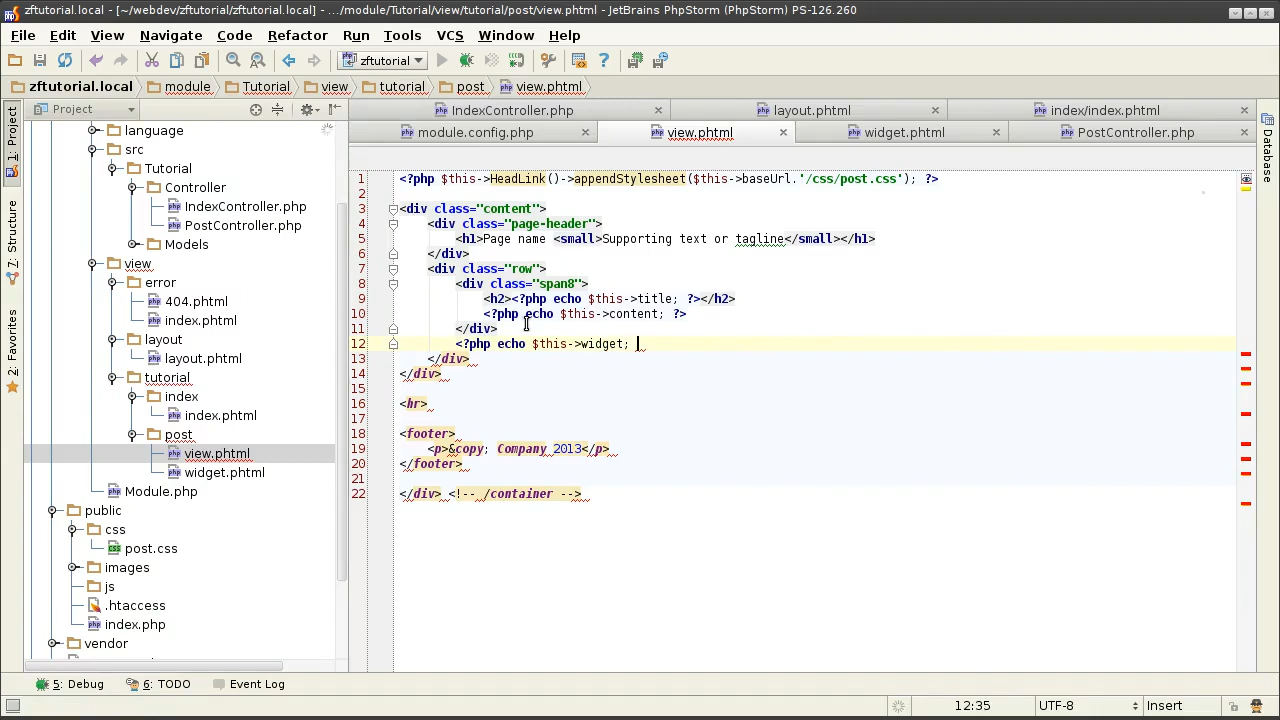 zftutorial.local - [~/webdev/zftutorial/zftutorial.local] - .../module/Tutorial/view/tutorial/post/view.phtml - JetBrains PhpStorm (PhpStorm) PS-126.260
File Edit View Navigate Code Refactor Run Tools VCS Window Help
zftutorial
zftutorial.local module Tutorial view tutorial post view.phtml
Project
IndexController.php layout.phtml index/index.phtml
module.config.php view.phtml widget.phtml PostController.php
1: Project
7: Structure
2: Favorites
Database
language
src
Tutorial
Controller
IndexController.php
PostController.php
Models
view
error
404.phtml
index.phtml
layout
layout.phtml
tutorial
index
index.phtml
post
view.phtml
widget.phtml
Module.php
public
css
post.css
images
js
.htaccess
index.php
vendor
1 <?php $this->HeadLink()->appendStylesheet($this->baseUrl.'/css/post.css'); ?>
2
3 <div class="content">
4 <div class="page-header">
5 <h1>Page name <small>Supporting text or tagline</small></h1>
6 </div>
7 <div class="row">
8 <div class="span8">
9 <h2><?php echo $this->title; ?></h2>
10 <?php echo $this->content; ?>
11 </div>
12 <?php echo $this->widget;
13 </div>
14 </div>
15
16 <hr>
17
18 <footer>
19 <p>&copy; Company 2013</p>
20 </footer>
21
22 </div> <!-- /container -->
5: Debug 6: TODO Event Log
12:35 UTF-8 Insert